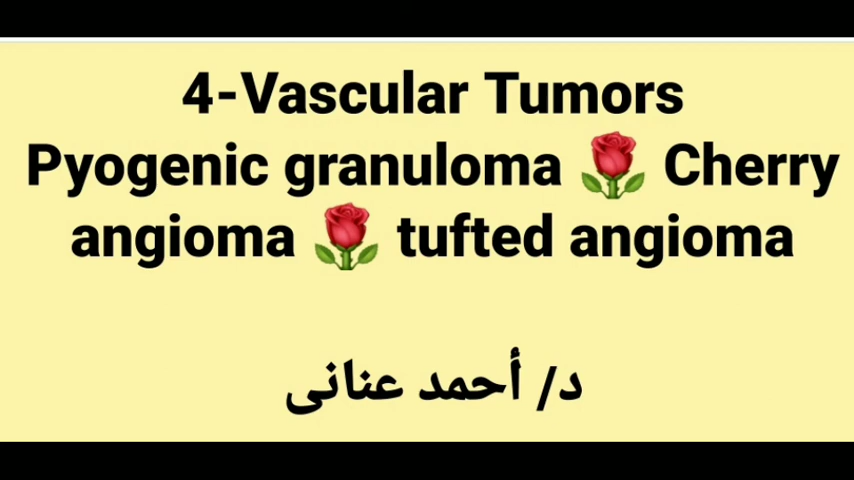 4-Vascular Tumors
Pyogenic granuloma 🌹 Cherry
angioma 🌹 tufted angioma
د/ أحمد عنانى